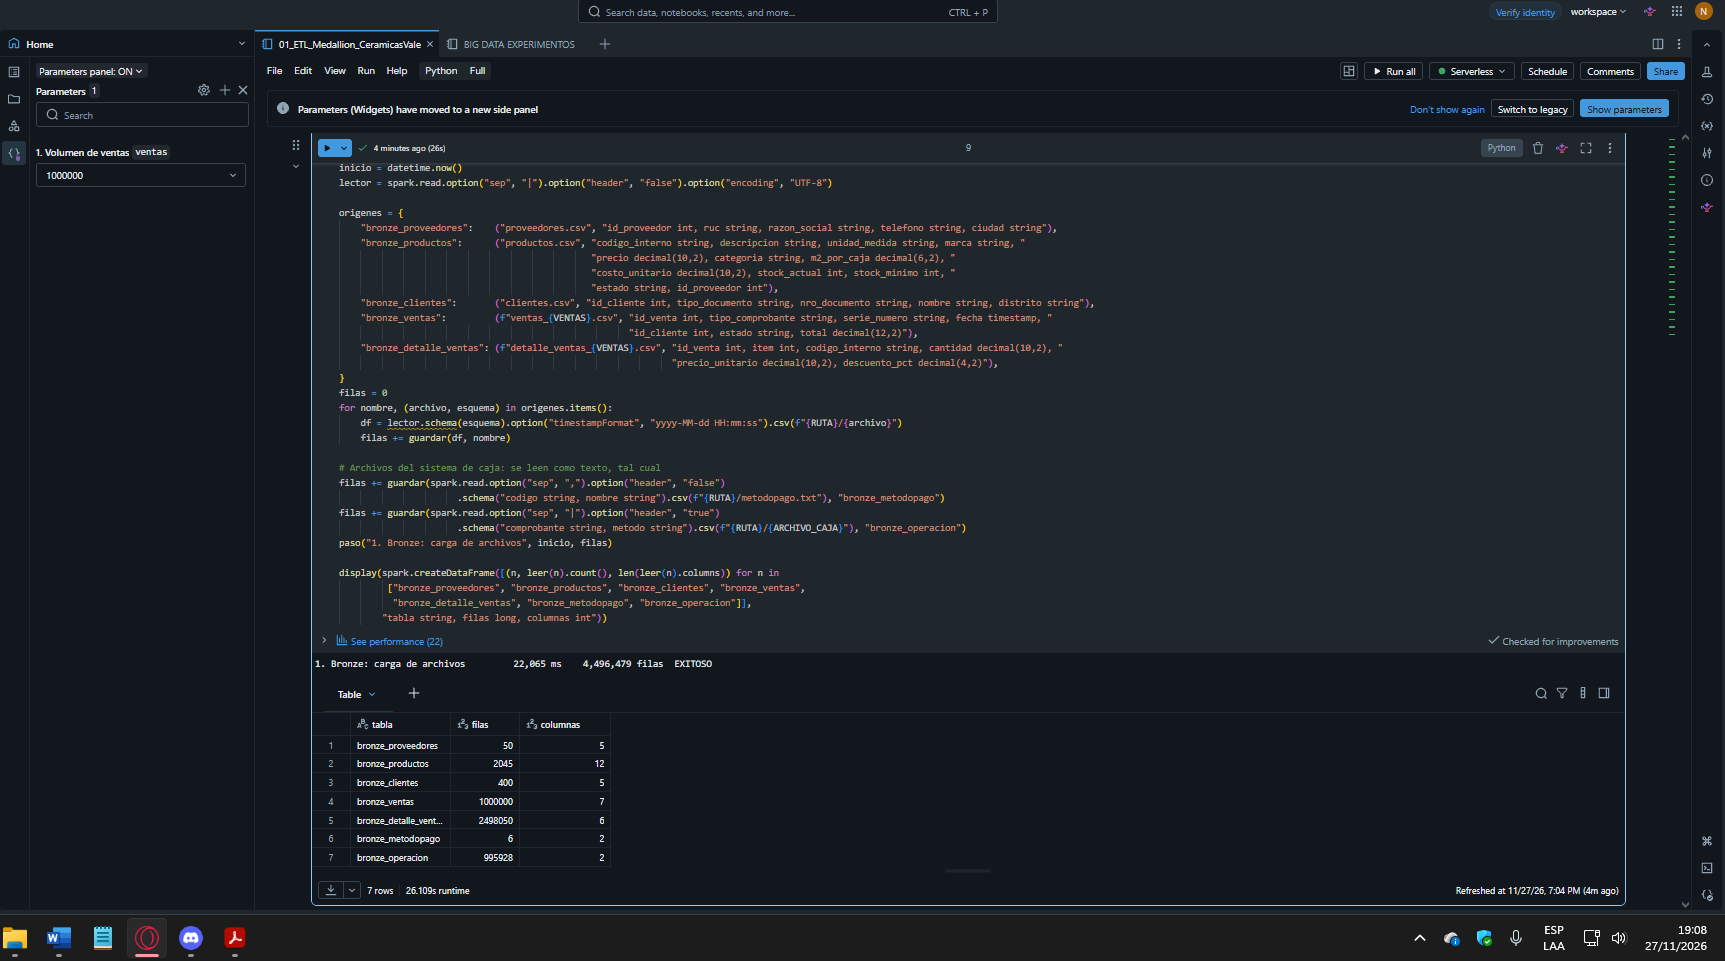 Search data, notebooks, recents, and more... CTRL + P
Verify identity workspace N
Home
01_ETL_Medallion_CeramicasVale BIG DATA EXPERIMENTOS
Parameters panel: ON
Parameters 1
Search
1. Volumen de ventas ventas
1000000
File Edit View Run Help Python Full
Run all Serverless Schedule Comments Share
Parameters (Widgets) have moved to a new side panel Don't show again Switch to legacy Show parameters
4 minutes ago (26s) 9 Python
inicio = datetime.now()
lector = spark.read.option("sep", "|").option("header", "false").option("encoding", "UTF-8")
origenes = {
"bronze_proveedores": ("proveedores.csv", "id_proveedor int, ruc string, razon_social string, telefono string, ciudad string"),
"bronze_productos": ("productos.csv", "codigo_interno string, descripcion string, unidad_medida string, marca string, "
"precio decimal(10,2), categoria string, m2_por_caja decimal(6,2), "
"costo_unitario decimal(10,2), stock_actual int, stock_minimo int, "
"estado string, id_proveedor int"),
"bronze_clientes": ("clientes.csv", "id_cliente int, tipo_documento string, nro_documento string, nombre string, distrito string"),
"bronze_ventas": (f"ventas_{VENTAS}.csv", "id_venta int, tipo_comprobante string, serie_numero string, fecha timestamp, "
"id_cliente int, estado string, total decimal(12,2)"),
"bronze_detalle_ventas": (f"detalle_ventas_{VENTAS}.csv", "id_venta int, item int, codigo_interno string, cantidad decimal(10,2), "
"precio_unitario decimal(10,2), descuento_pct decimal(4,2)"),
}
filas = 0
for nombre, (archivo, esquema) in origenes.items():
df = lector.schema(esquema).option("timestampFormat", "yyyy-MM-dd HH:mm:ss").csv(f"{RUTA}/{archivo}")
filas += guardar(df, nombre)
# Archivos del sistema de caja: se leen como texto, tal cual
filas += guardar(spark.read.option("sep", ",").option("header", "false")
.schema("codigo string, nombre string").csv(f"{RUTA}/metodopago.txt"), "bronze_metodopago")
filas += guardar(spark.read.option("sep", "|").option("header", "true")
.schema("comprobante string, metodo string").csv(f"{RUTA}/{ARCHIVO_CAJA}"), "bronze_operacion")
paso("1. Bronze: carga de archivos", inicio, filas)
display(spark.createDataFrame([(n, leer(n).count(), len(leer(n).columns)) for n in
["bronze_proveedores", "bronze_productos", "bronze_clientes", "bronze_ventas",
"bronze_detalle_ventas", "bronze_metodopago", "bronze_operacion"]],
"tabla string, filas long, columnas int"))
See performance (22) Checked for improvements
1. Bronze: carga de archivos 22,065 ms 4,496,479 filas EXITOSO
Table
tabla filas columnas
1 bronze_proveedores 50 5
2 bronze_productos 2045 12
3 bronze_clientes 400 5
4 bronze_ventas 1000000 7
5 bronze_detalle_vent... 2498050 6
6 bronze_metodopago 6 2
7 bronze_operacion 995928 2
7 rows 26.109s runtime Refreshed at 11/27/26, 7:04 PM (4m ago)
ESP
LAA
19:08
27/11/2026